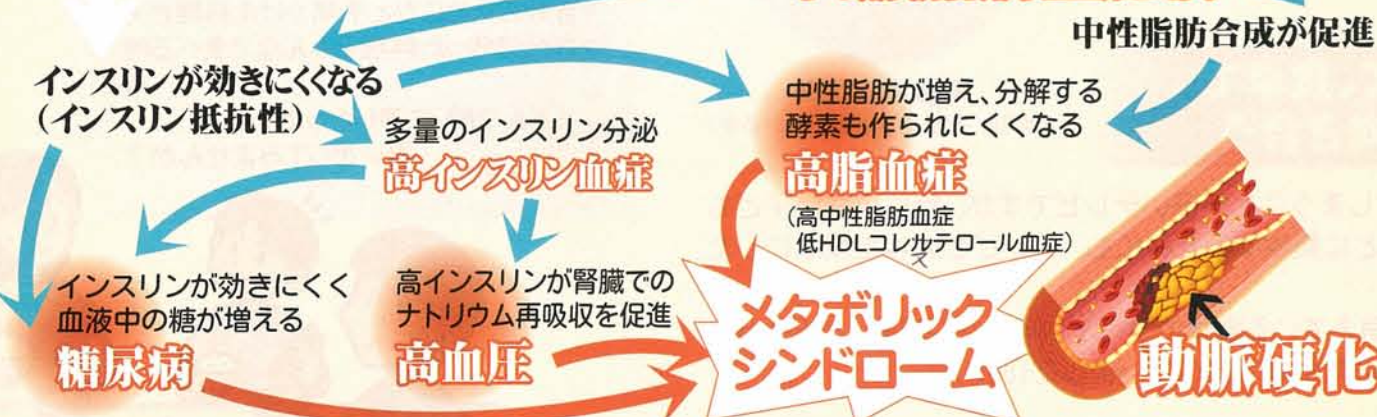 中性脂肪合成が促進
インスリンが効きにくくなる
（インスリン抵抗性）
多量のインスリン分泌
高インスリン血症
中性脂肪が増え、分解する
酵素も作られにくくなる
高脂血症
（高中性脂肪血症
低HDLコレルテロール血症）
ス
インスリンが効きにくく
血液中の糖が増える
糖尿病
高インスリンが腎臓での
ナトリウム再吸収を促進
高血圧
メタボリック
シンドローム
動脈硬化